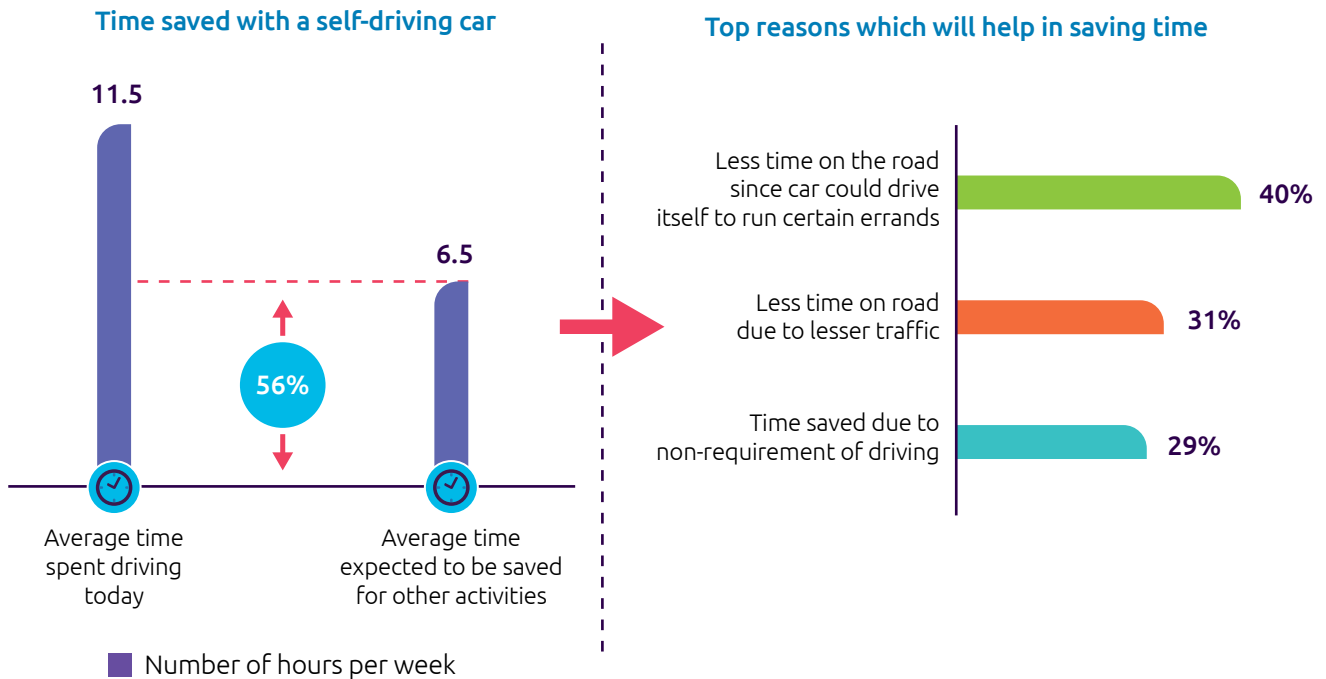 Time saved with a self-driving car
11.5
6.5
56%
Average time
spent driving
today
Average time
expected to be saved
for other activities
Number of hours per week
Top reasons which will help in saving time
Less time on the road
since car could drive
itself to run certain errands
40%
Less time on road
due to lesser traffic
31%
Time saved due to
non-requirement of driving
29%